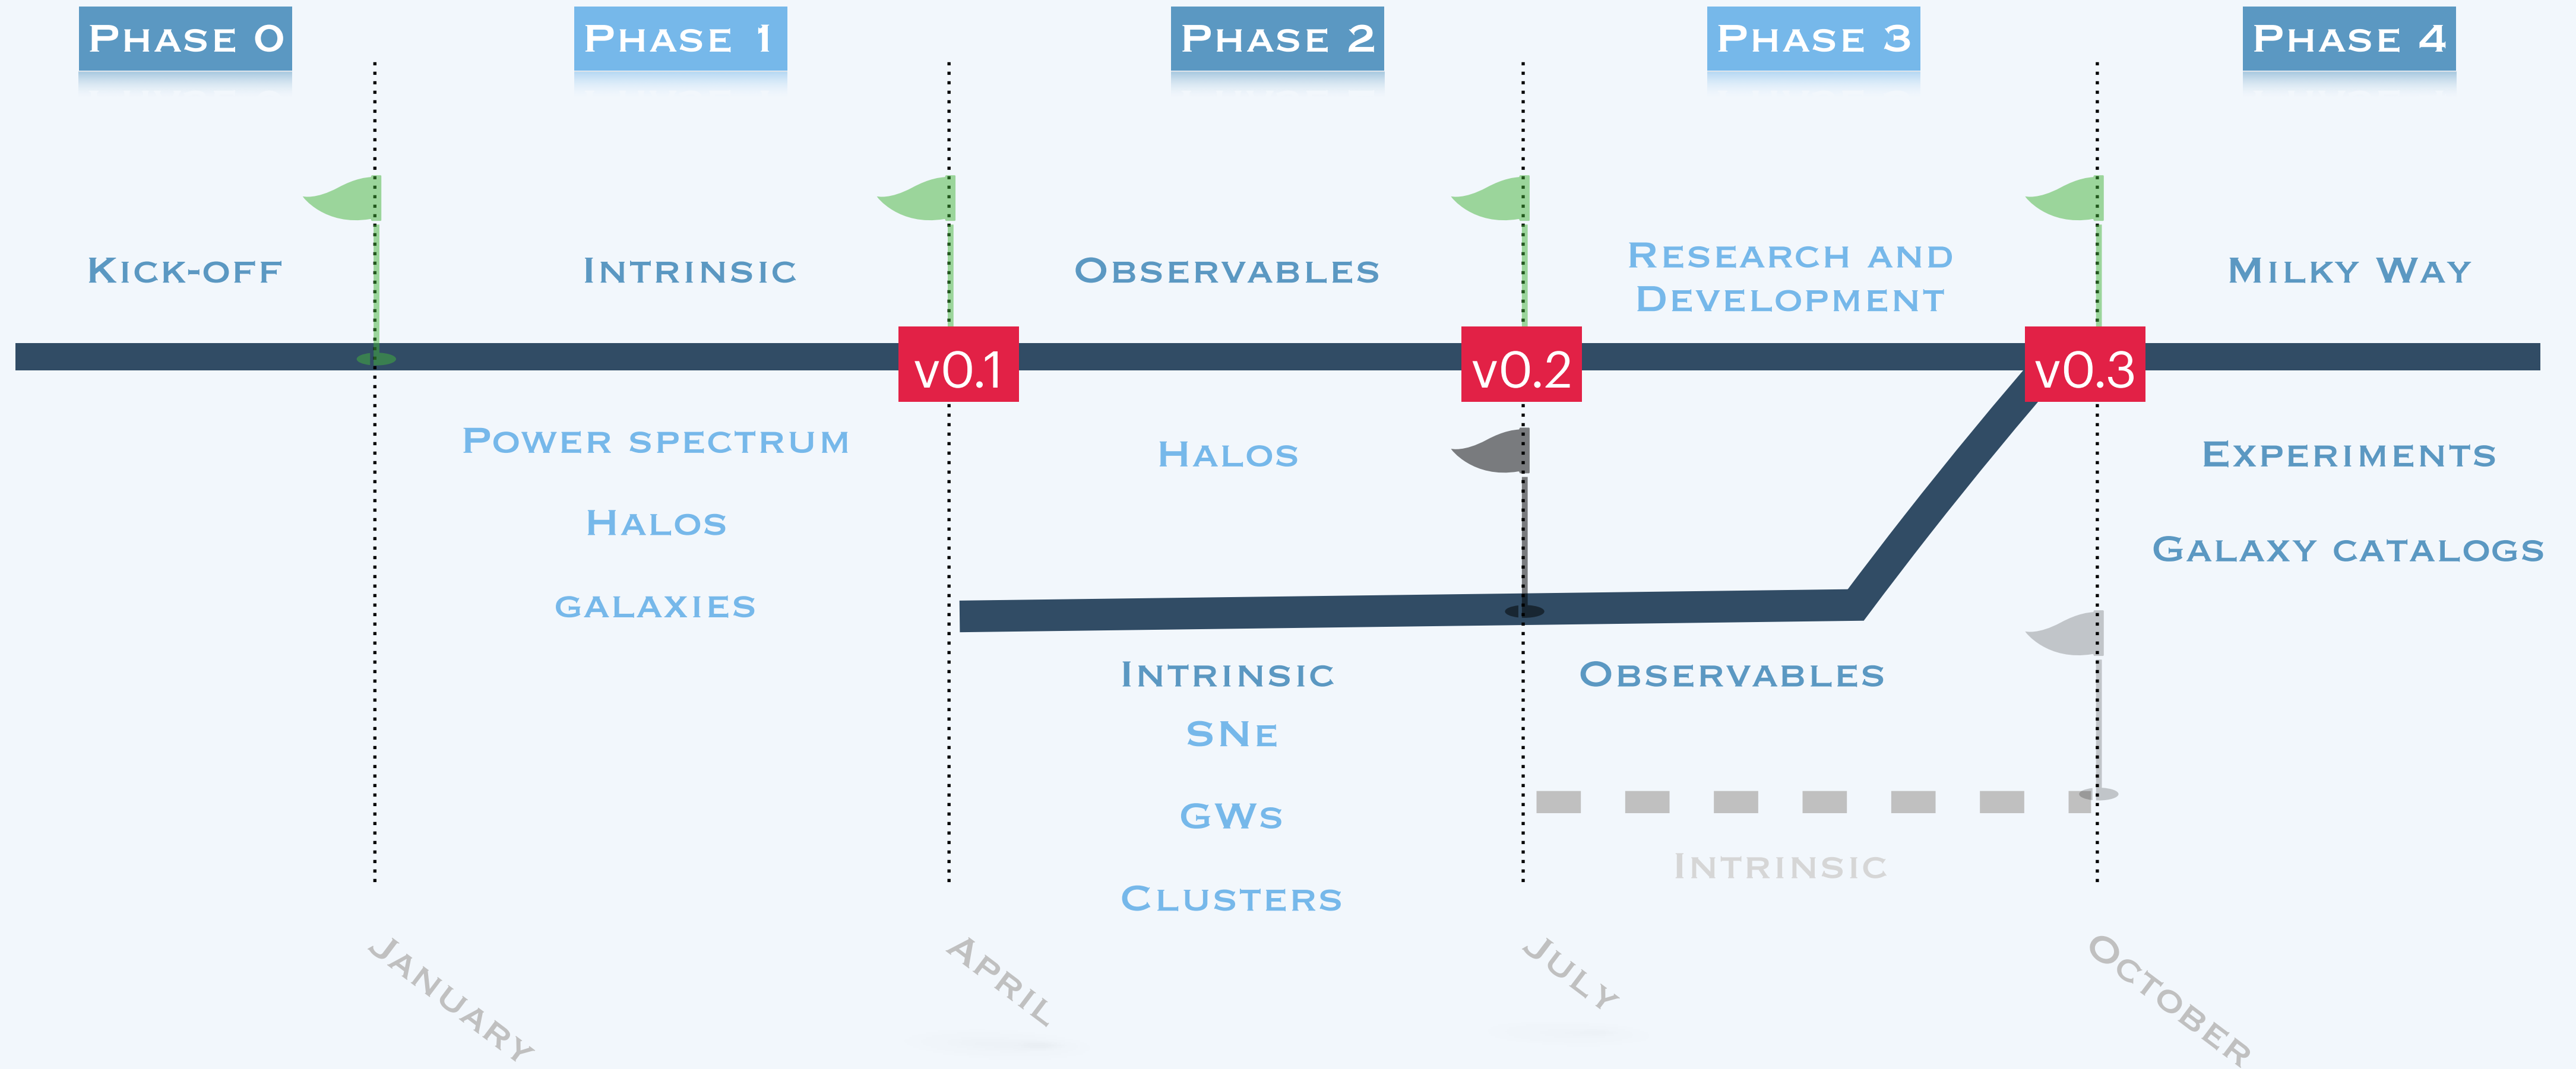 Phase 0
Phase 1
Phase 2
Phase 3
Phase 4
Kick-off
Intrinsic
Observables
Research and
Development
Milky Way
v0.1
v0.2
v0.3
Power spectrum
Halos
galaxies
Halos
Experiments
Galaxy catalogs
Intrinsic
SNe
GWs
Clusters
Observables
Intrinsic
January
April
July
October